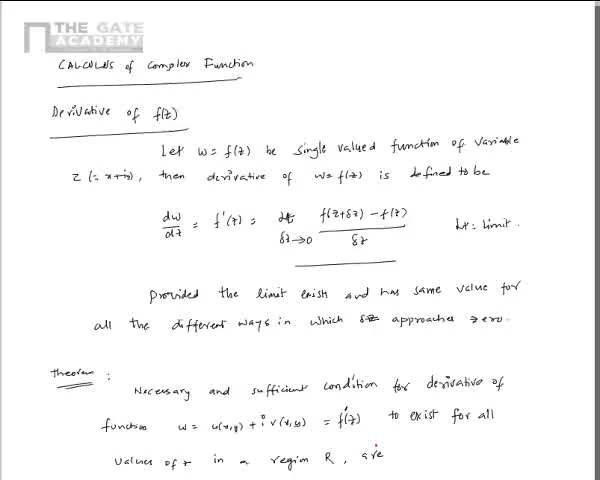 THE GATE
ACADEMY
CALCULUS of Complex Function
Derivative of f(z)
Let w = f(z) be single valued function of variable
z (= x+iy), then derivative of w = f(z) is defined to be
dw/dz = f'(z) = Lt δz→0 f(z+δz) − f(z) / δz Lt = Limit.
Provided the limit exists and has same value for
all the different ways in which δz approaches zero.
Theorem :
Necessary and sufficient condition for derivative of
function w = u(x,y) + i v(x,y) = f'(z) to exist for all
values of z in a region R, are